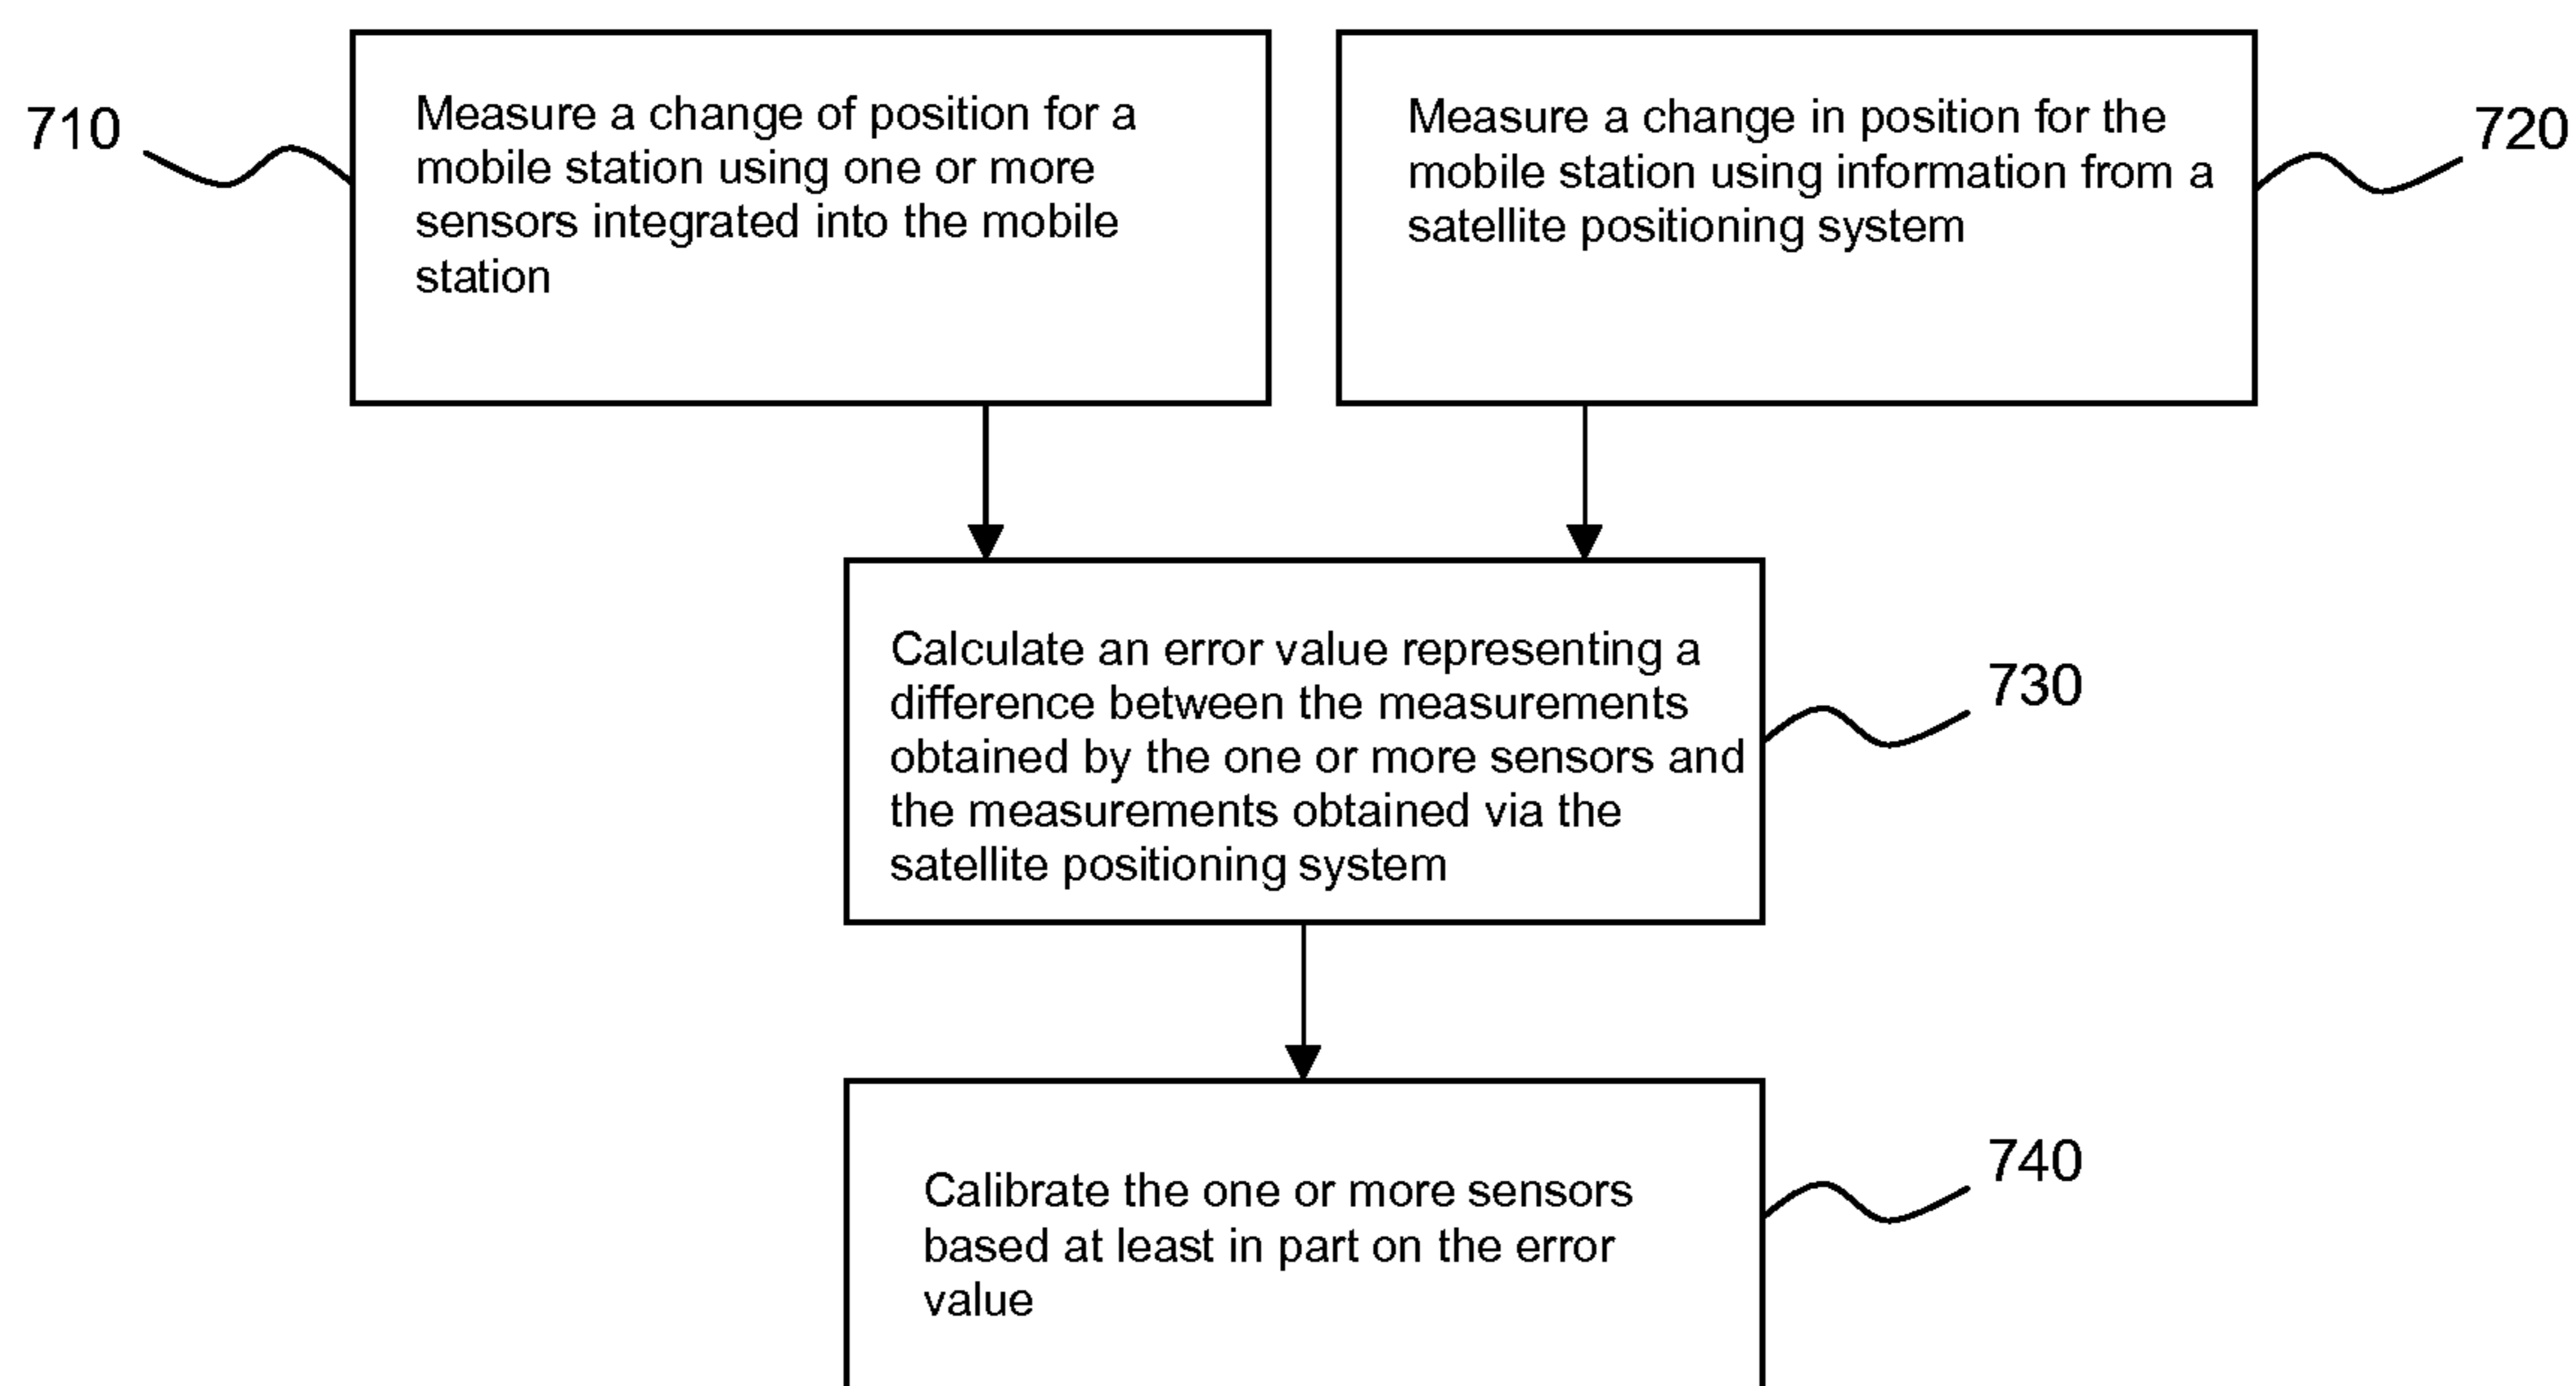 710
Measure a change of position for a
mobile station using one or more
sensors integrated into the mobile
station
Measure a change in position for the
mobile station using information from a
satellite positioning system
720
Calculate an error value representing a
difference between the measurements
obtained by the one or more sensors and
the measurements obtained via the
satellite positioning system
730
Calibrate the one or more sensors
based at least in part on the error
value
740